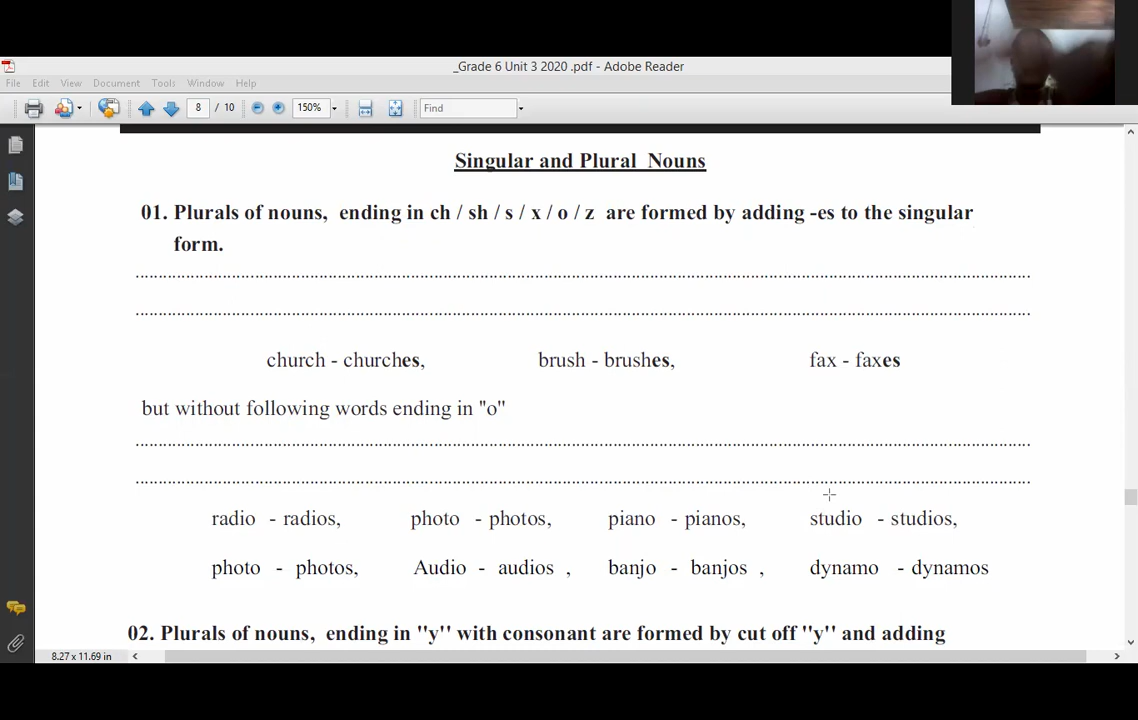 _Grade 6 Unit 3 2020 .pdf - Adobe Reader
File Edit View Document Tools Window Help
8 / 10 150% Find
Singular and Plural Nouns
01. Plurals of nouns, ending in ch / sh / s / x / o / z are formed by adding -es to the singular
form.
church - churches, brush - brushes, fax - faxes
but without following words ending in "o"
radio - radios, photo - photos, piano - pianos, studio - studios,
photo - photos, Audio - audios , banjo - banjos , dynamo - dynamos
02. Plurals of nouns, ending in "y" with consonant are formed by cut off "y" and adding
8.27 x 11.69 in